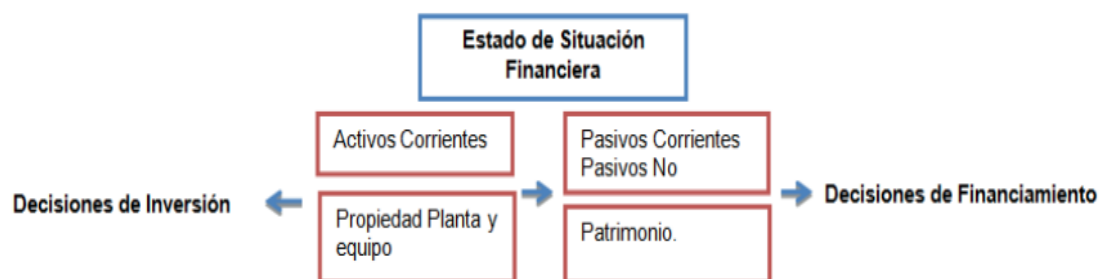 Estado de Situación
Financiera
Activos Corrientes
Pasivos Corrientes
Pasivos No
Decisiones de Inversión
Decisiones de Financiamiento
Propiedad Planta y
equipo
Patrimonio.